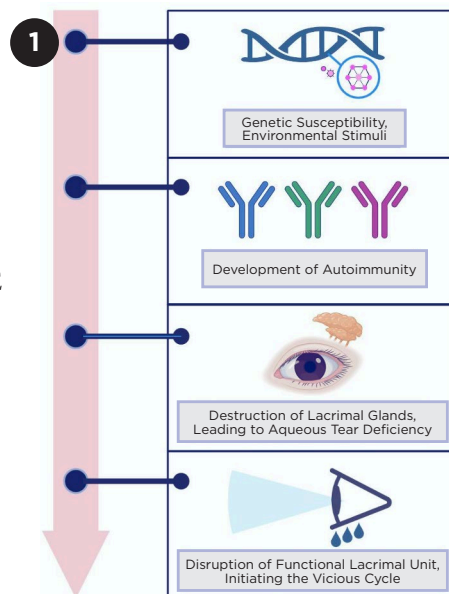 1
Genetic Susceptibility,
Environmental Stimuli
Development of Autoimmunity
Destruction of Lacrimal Glands,
Leading to Aqueous Tear Deficiency
Disruption of Functional Lacrimal Unit,
Initiating the Vicious Cycle